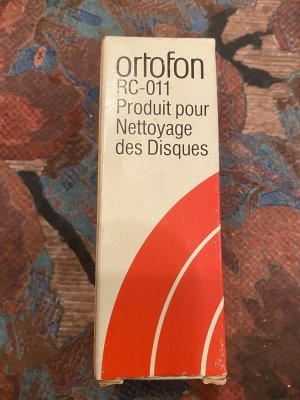 ortofon
RC-011
Produit pour
Nettoyage
des Disques